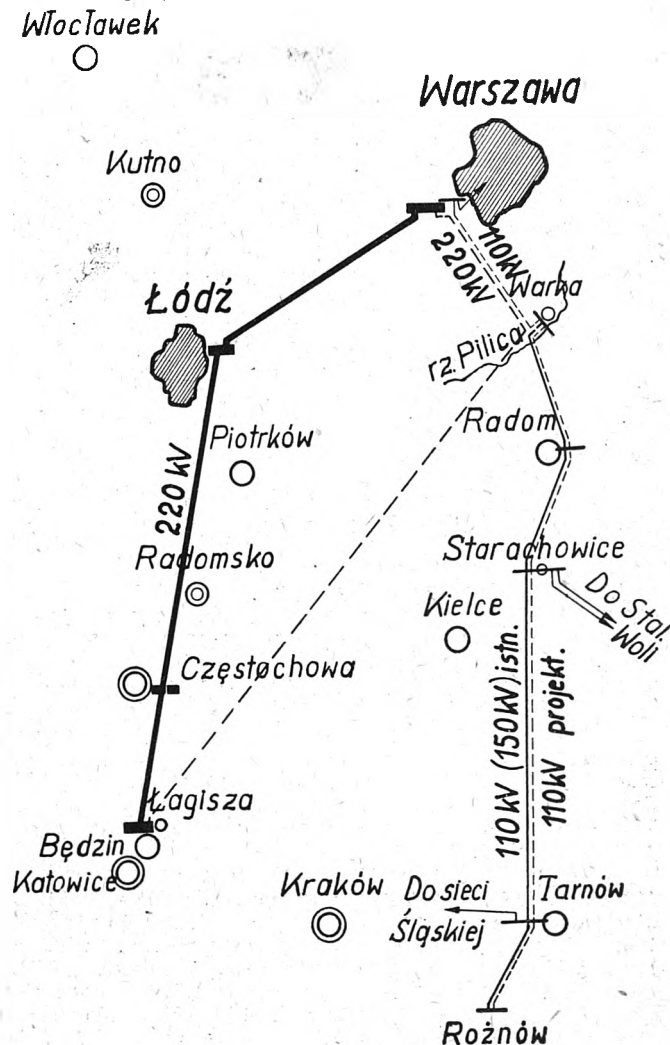 Włocławek
Warszawa
Kutno
110kV
220kV
Warka
Łódź
rz. Pilica
Radom
Piotrków
220 kV
Starachowice
Radomsko
Do Stal.
Woli
Kielce
Częstochowa
110kV (150kV) istn.
110kV projekt.
Łagisza
Będzin
Katowice
Kraków
Do sieci
Śląskiej
Tarnów
Rożnów